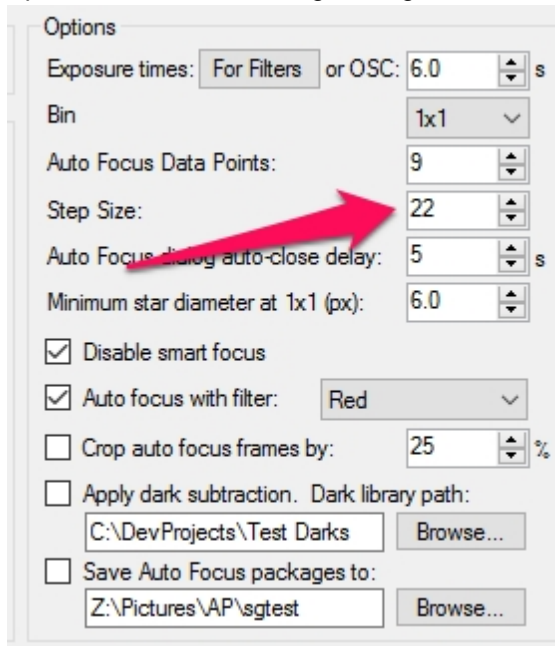 Options
Exposure times: For Filters or OSC: 6.0 s
Bin 1x1
Auto Focus Data Points: 9
Step Size: 22
Auto Focus dialog auto-close delay: 5 s
Minimum star diameter at 1x1 (px): 6.0
Disable smart focus
Auto focus with filter: Red
Crop auto focus frames by: 25 %
Apply dark subtraction. Dark library path:
C:\DevProjects\Test Darks Browse...
Save Auto Focus packages to:
Z:\Pictures\AP\sgtest Browse...